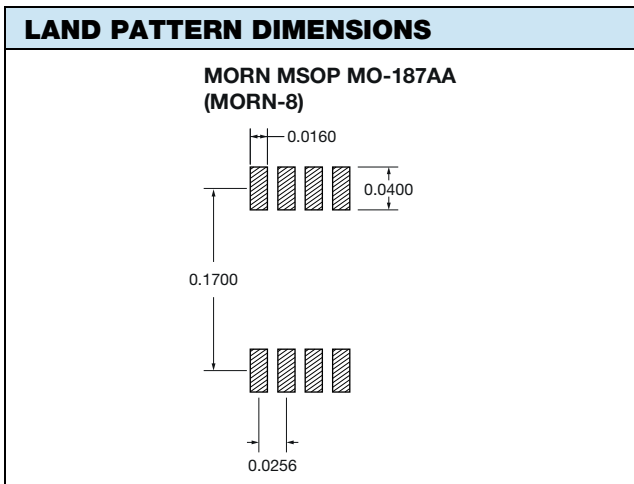 LAND PATTERN DIMENSIONS
MORN MSOP MO-187AA
(MORN-8)
0.0160
0.0400
0.1700
0.0256